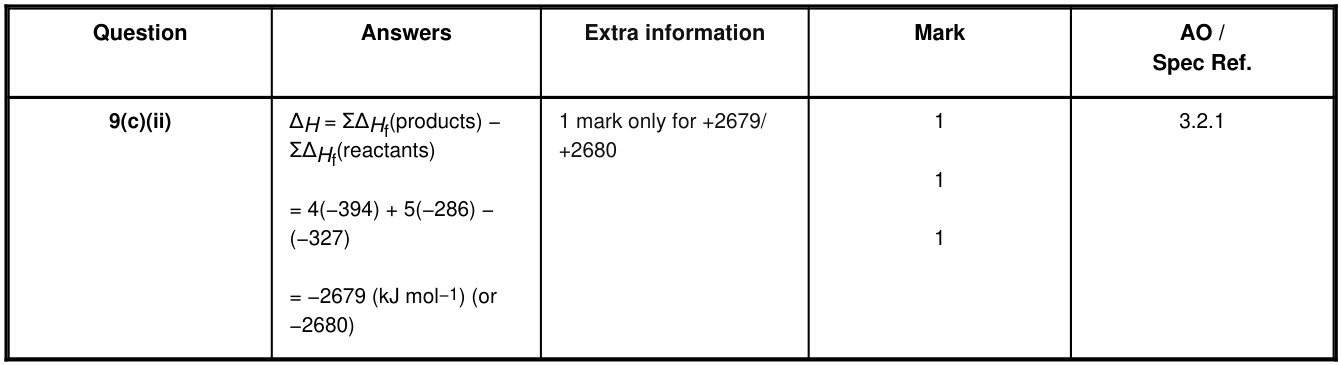 Question Answers Extra information Mark AO /
Spec Ref.
9(c)(ii) ΔH = ΣΔHf(products) – 1 mark only for +2679/ 1 3.2.1
ΣΔHf(reactants) +2680
1
= 4(−394) + 5(−286) –
(−327) 1
= −2679 (kJ mol−1) (or
−2680)